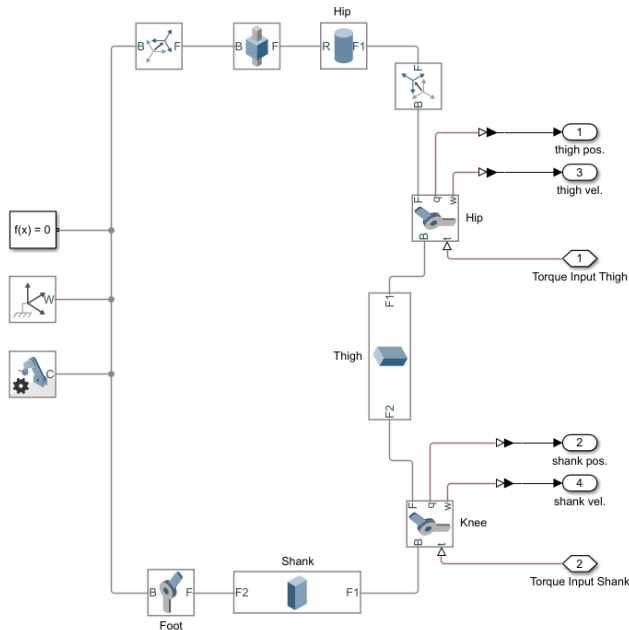 Hip
B F
B F
R F1
F
B
1
thigh pos.
3
thigh vel.
F q w
Hip
B t
1
Torque Input Thigh
f(x) = 0
W
C
F1
Thigh
F2
2
shank pos.
4
shank vel.
F q w
Knee
B t
2
Torque Input Shank
Shank
B F
F2 F1
Foot